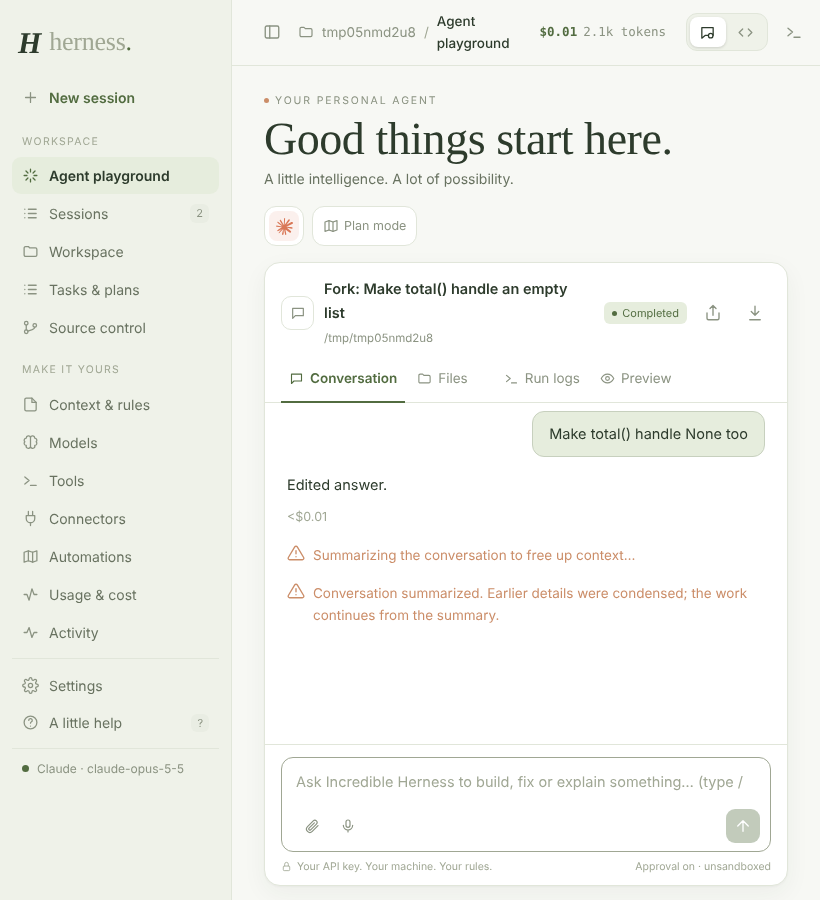 H herness.
New session
WORKSPACE
Agent playground
Sessions 2
Workspace
Tasks & plans
Source control
MAKE IT YOURS
Context & rules
Models
Tools
Connectors
Automations
Usage & cost
Activity
Settings
A little help ?
Claude · claude-opus-5-5
tmp05nmd2u8 / Agent playground
$0.01 2.1k tokens
YOUR PERSONAL AGENT
Good things start here.
A little intelligence. A lot of possibility.
Plan mode
Fork: Make total() handle an empty
list
/tmp/tmp05nmd2u8
Completed
Conversation Files Run logs Preview
Make total() handle None too
Edited answer.
<$0.01
Summarizing the conversation to free up context...
Conversation summarized. Earlier details were condensed; the work
continues from the summary.
Ask Incredible Herness to build, fix or explain something... (type /
Your API key. Your machine. Your rules.
Approval on · unsandboxed